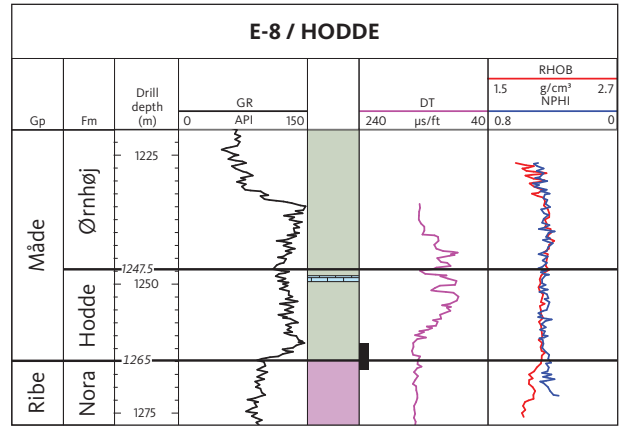 E-8 / HODDE
Gp
Fm
Drill
depth
(m)
GR
0 API 150
DT
240 µs/ft 40
RHOB
1.5 g/cm³ 2.7
NPHI
0.8 0
Måde
Ørnhøj
Hodde
Ribe
Nora
1225
1247.5
1250
1265
1275